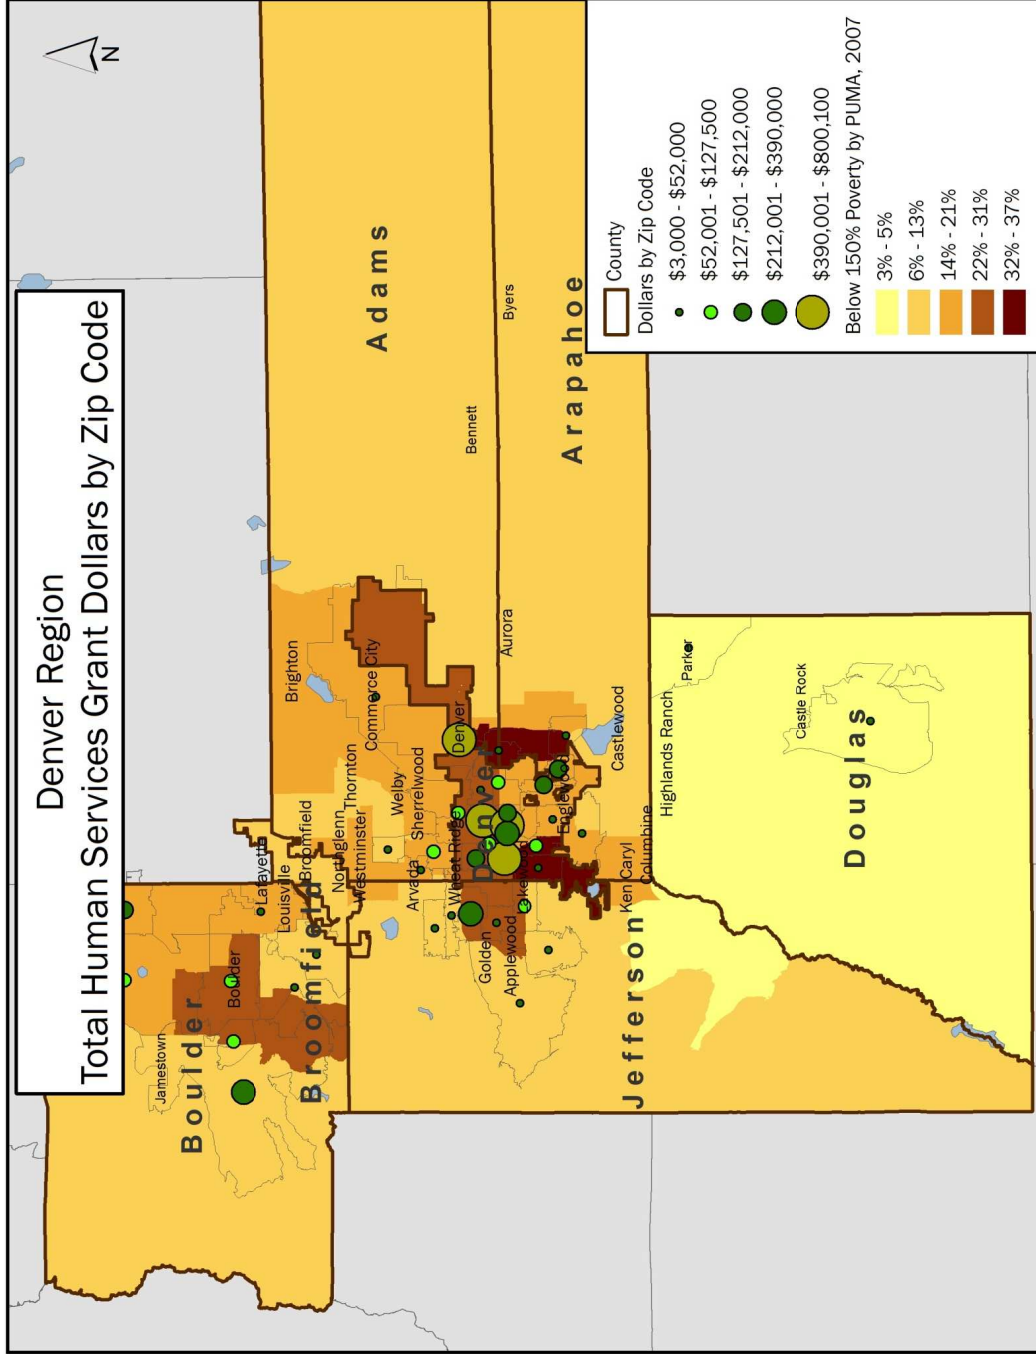 Denver Region
Total Human Services Grant Dollars by Zip Code
N
Jamestown
Boulder
Boulder
Lafayette
Louisville
Broomfield
Broomfield
Northglenn
Westminster
Thornton
Brighton
Adams
Commerce City
Welby
Sherrelwood
Arvada
Wheat Ridge
Denver
Denver
Bennett
Byers
Golden
Applewood
Aurora
Englewood
Arapahoe
Castlewood
Ken Caryl
Columbine
Jefferson
Highlands Ranch
Parker
Castle Rock
Douglas
County
Dollars by Zip Code
$3,000 - $52,000
$52,001 - $127,500
$127,501 - $212,000
$212,001 - $390,000
$390,001 - $800,100
Below 150% Poverty by PUMA, 2007
3% - 5%
6% - 13%
14% - 21%
22% - 31%
32% - 37%